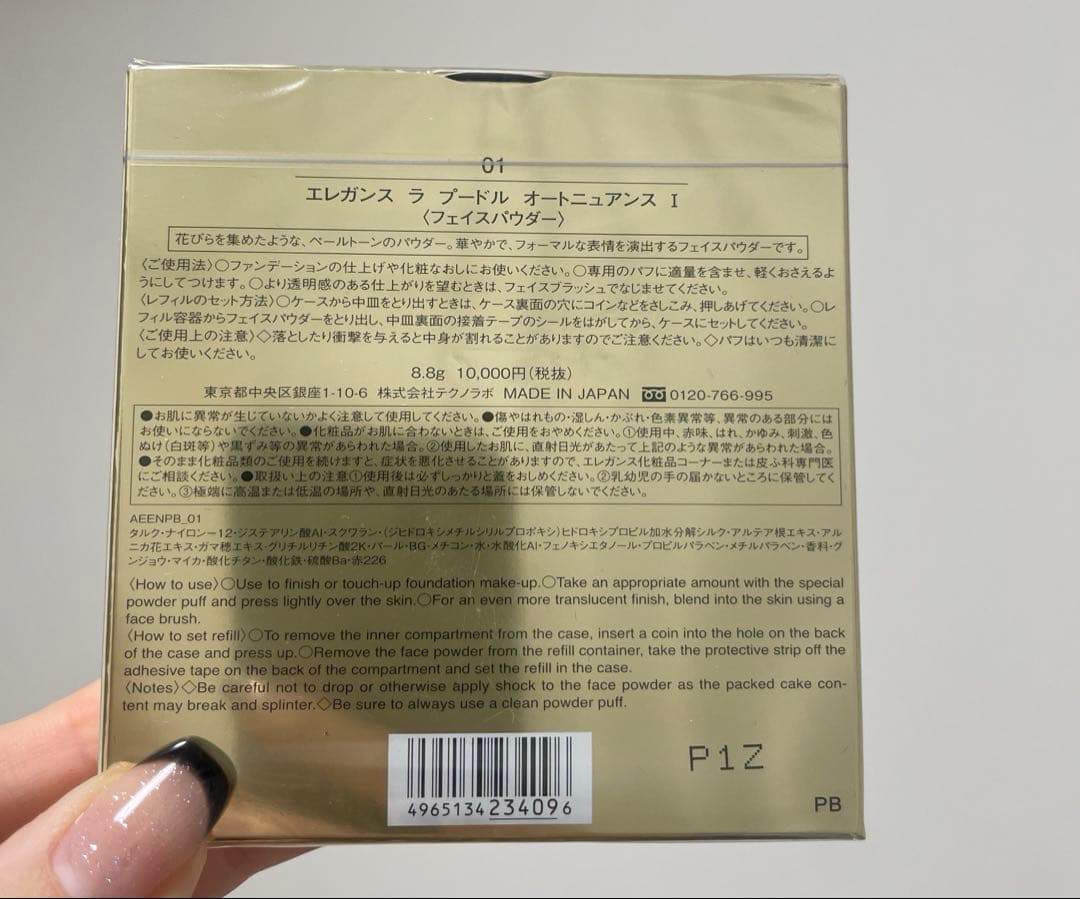 01
エレガンス ラ プードル オートニュアンス I
〈フェイスパウダー〉
花びらを集めたような、ペールトーンのパウダー。華やかで、フォーマルな表情を演出するフェイスパウダーです。
〈ご使用法〉○ファンデーションの仕上げや化粧なおしにお使いください。○専用のパフに適量を含ませ、軽くおさえるよ
うにしてつけます。○より透明感のある仕上がりを望むときは、フェイスブラッシュでなじませてください。
〈レフィルのセット方法〉○ケースから中皿をとり出すときは、ケース裏面の穴にコインなどをさしこみ、押しあげてください。○レ
フィル容器からフェイスパウダーをとり出し、中皿裏面の接着テープのシールをはがしてから、ケースにセットしてください。
〈ご使用上の注意〉◇落としたり衝撃を与えると中身が割れることがありますのでご注意ください。◇パフはいつも清潔に
してお使いください。
8.8g 10,000円(税抜)
東京都中央区銀座1-10-6 株式会社テクノラボ MADE IN JAPAN 0120-766-995
●お肌に異常が生じていないかよく注意して使用してください。●傷やはれもの・湿しん・かぶれ・色素異常等、異常のある部分には
お使いにならないでください。●化粧品がお肌に合わないときは、ご使用をおやめください。①使用中、赤味、はれ、かゆみ、刺激、色
ぬけ(白斑等)や黒ずみ等の異常があらわれた場合。②使用したお肌に、直射日光があたって上記のような異常があらわれた場合。
●そのまま化粧品類のご使用を続けますと、症状を悪化させることがありますので、エレガンス化粧品コーナーまたは皮ふ科専門医
にご相談ください。●取扱い上の注意①使用後は必ずしっかりと蓋をおしめください。②乳幼児の手の届かないところに保管してく
ださい。③極端に高温または低温の場所や、直射日光のあたる場所には保管しないでください。
AEENPB_01
タルク・ナイロン-12・ジステアリン酸Al・スクワラン・(ジヒドロキシメチルシリルプロポキシ)ヒドロキシプロピル加水分解シルク・アルテア根エキス・アル
ニカ花エキス・ガマ穂エキス・グリチルリチン酸2K・パール・BG・メチコン・水・水酸化Al・フェノキシエタノール・プロピルパラベン・メチルパラベン・香料・グ
ンジョウ・マイカ・酸化チタン・酸化鉄・硫酸Ba・赤226
〈How to use〉○Use to finish or touch-up foundation make-up.○Take an appropriate amount with the special
powder puff and press lightly over the skin.○For an even more translucent finish, blend into the skin using a
face brush.
〈How to set refill〉○To remove the inner compartment from the case, insert a coin into the hole on the back
of the case and press up.○Remove the face powder from the refill container, take the protective strip off the
adhesive tape on the back of the compartment and set the refill in the case.
〈Notes〉◇Be careful not to drop or otherwise apply shock to the face powder as the packed cake con-
tent may break and splinter.◇Be sure to always use a clean powder puff.
P1Z
4965134234096
PB